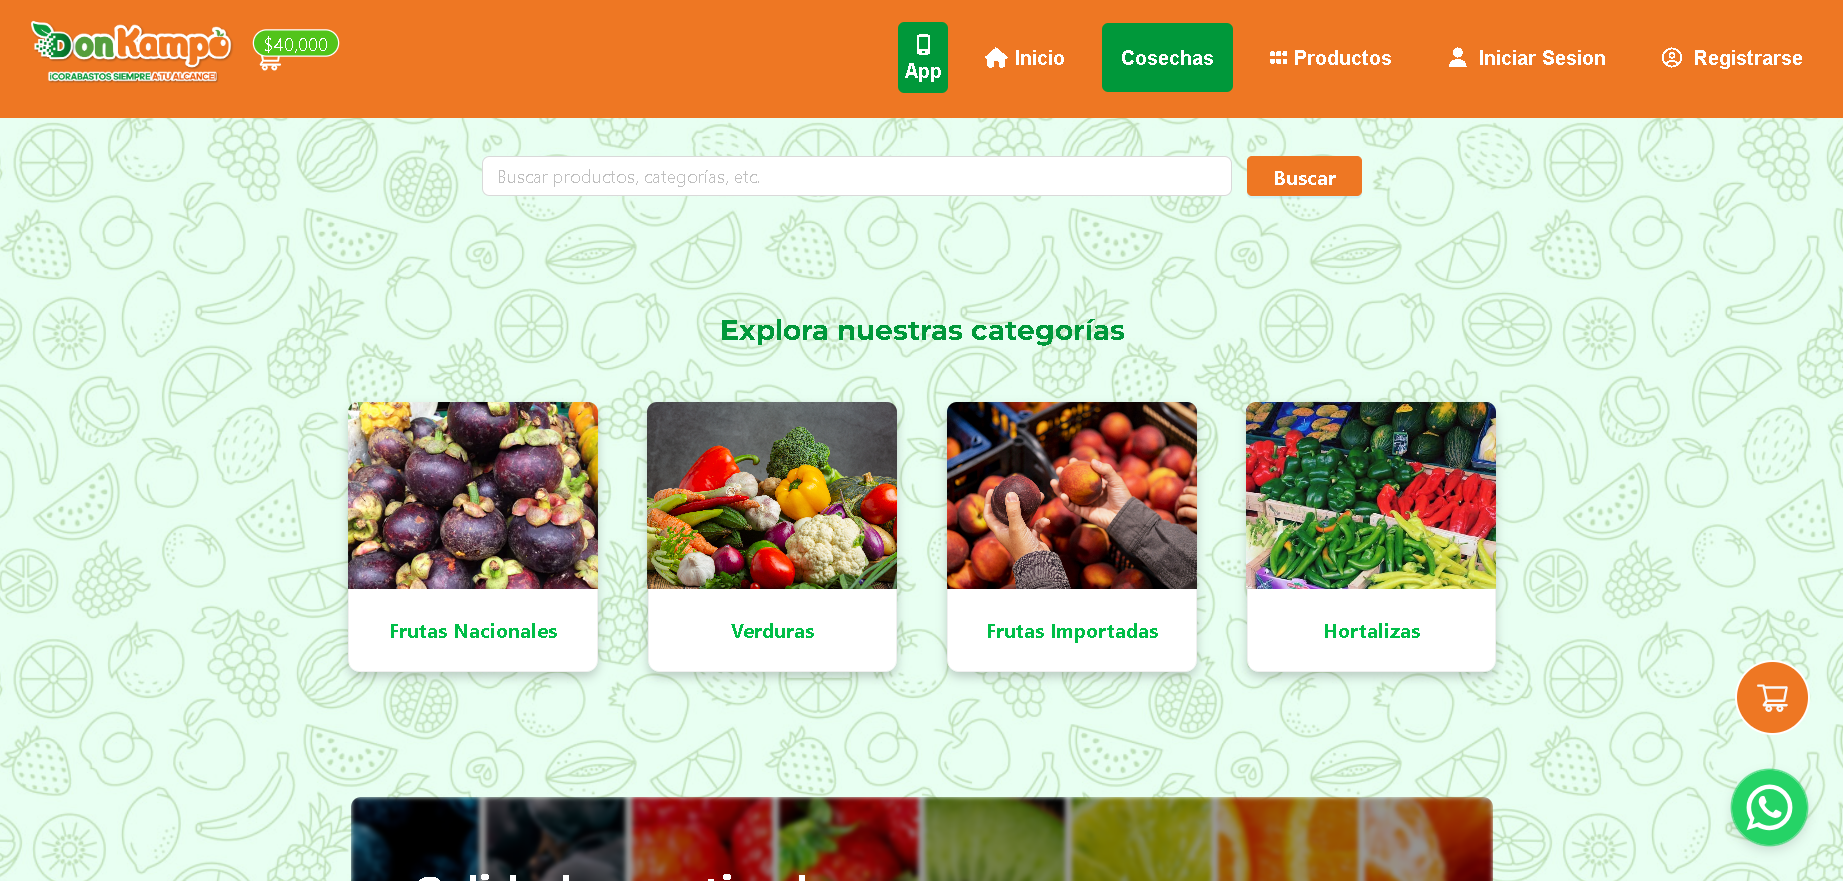 DonKampo
¡CORABASTOS SIEMPRE A TU ALCANCE!
$40,000
App
Inicio
Cosechas
Productos
Iniciar Sesion
Registrarse
Buscar productos, categorías, etc.
Buscar
Explora nuestras categorías
Frutas Nacionales
Verduras
Frutas Importadas
Hortalizas